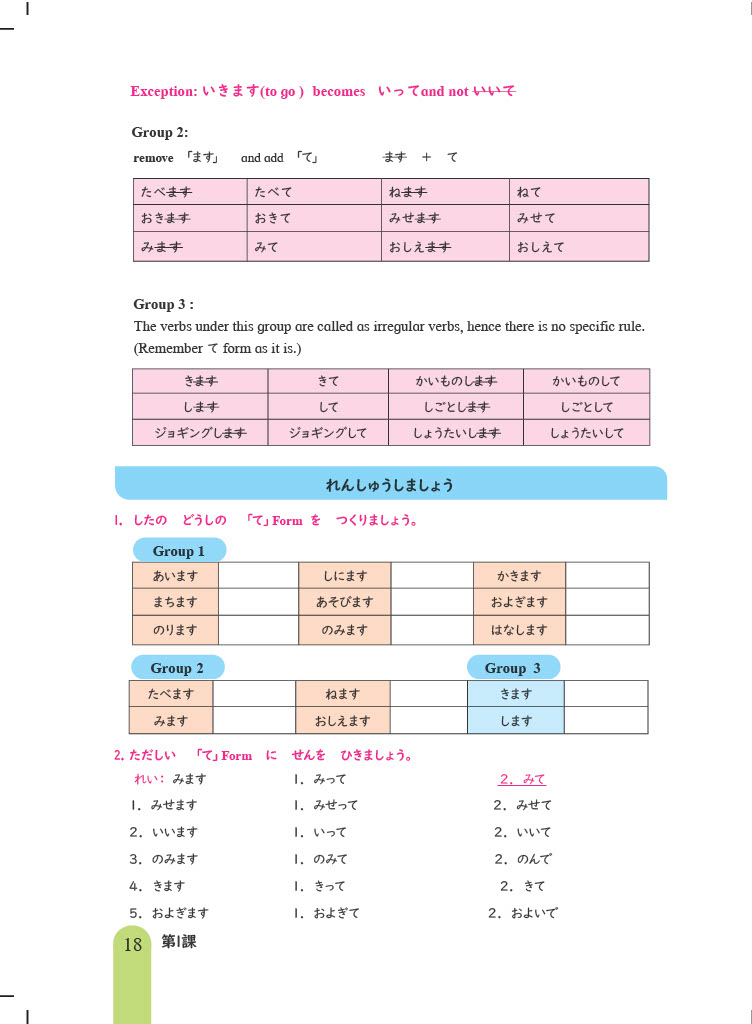 Exception: いきます(to go ) becomes いってand not いいて
Group 2:
remove 「ます」 and add 「て」 ます + て
たべます たべて ねます ねて
おきます おきて みせます みせて
みます みて おしえます おしえて
Group 3 :
The verbs under this group are called as irregular verbs, hence there is no specific rule.
(Remember て form as it is.)
きます きて かいものします かいものして
します して しごとします しごとして
ジョギングします ジョギングして しょうたいします しょうたいして
れんしゅうしましょう
1. したの どうしの 「て」Form を つくりましょう。
Group 1
あいます しにます かきます
まちます あそびます およぎます
のります のみます はなします
Group 2 Group 3
たべます ねます きます
みます おしえます します
2. ただしい 「て」Form に せんを ひきましょう。
れい: みます 1. みって 2. みて
1. みせます 1. みせって 2. みせて
2. いいます 1. いって 2. いいて
3. のみます 1. のみて 2. のんで
4. きます 1. きって 2. きて
5. およぎます 1. およぎて 2. およいで
18 第1課